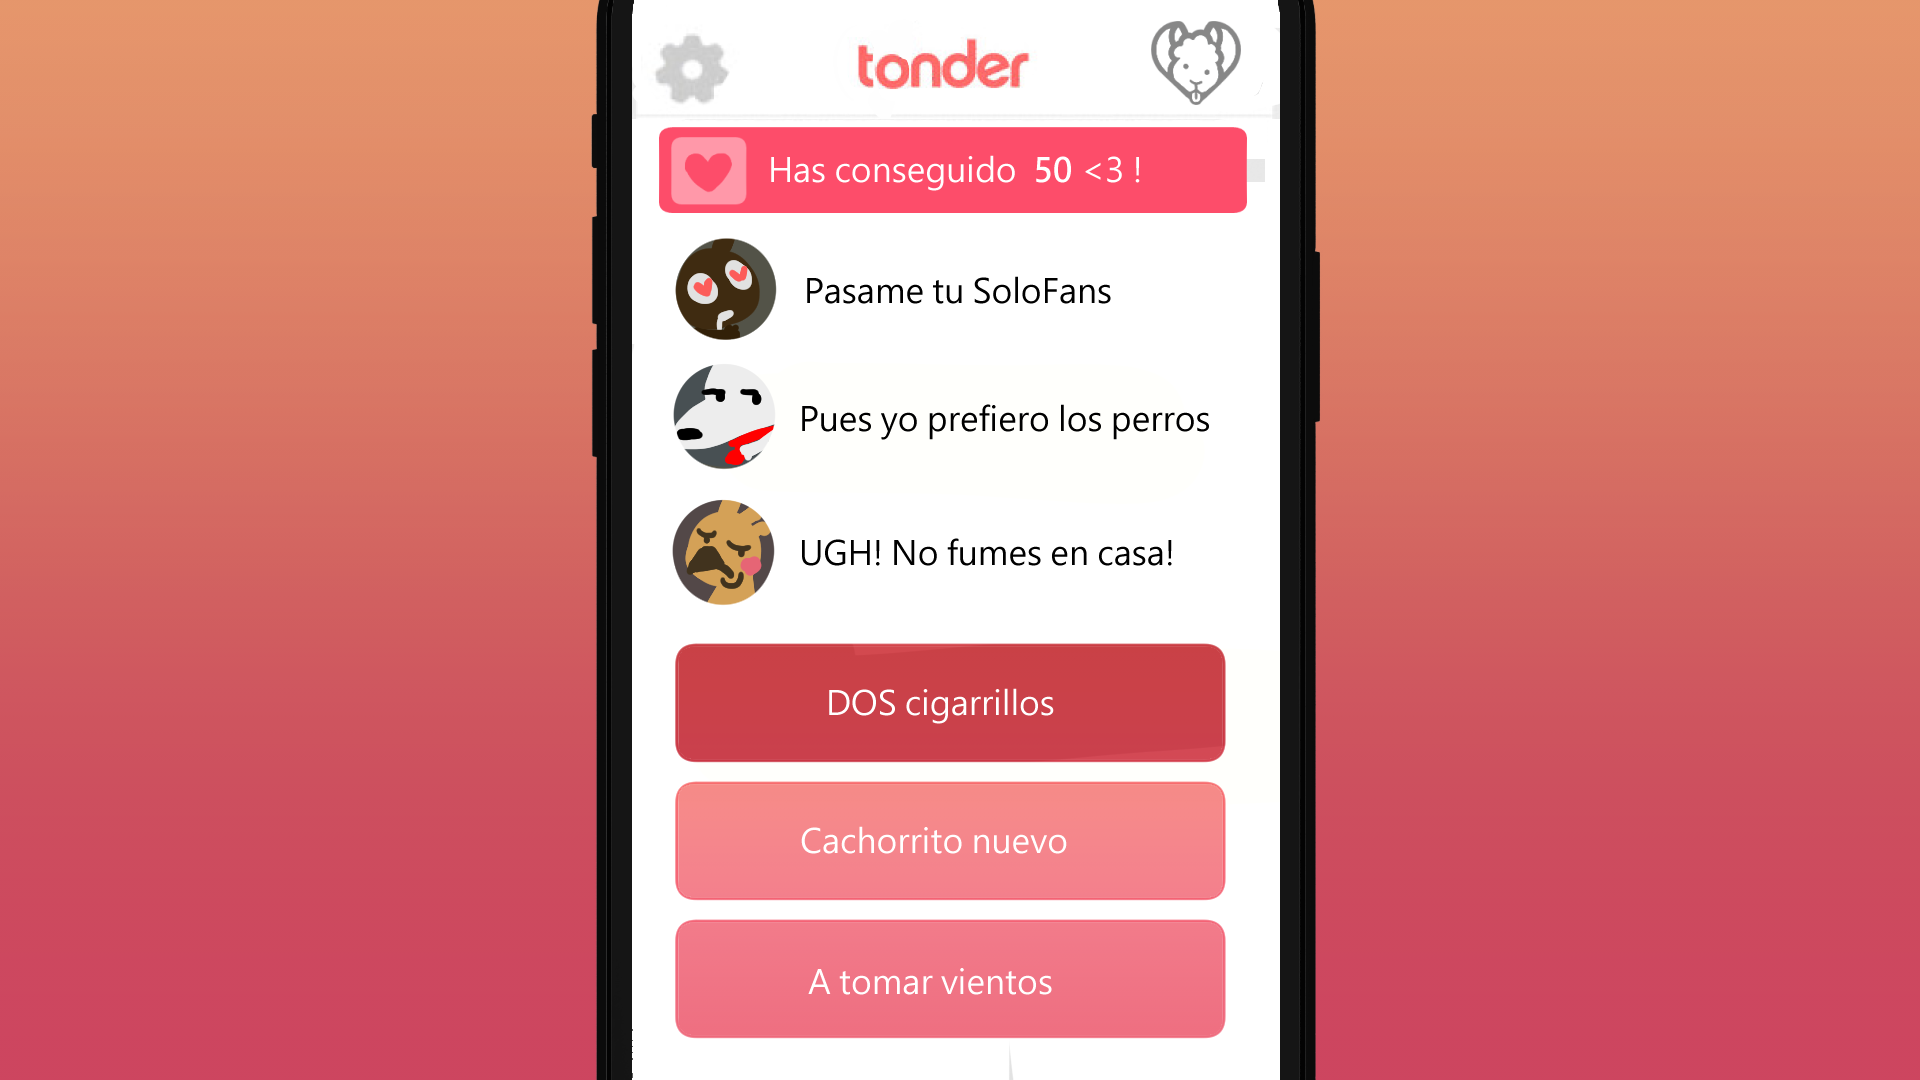 tonder
Has conseguido 50 <3 !
Pasame tu SoloFans
Pues yo prefiero los perros
UGH! No fumes en casa!
DOS cigarrillos
Cachorrito nuevo
A tomar vientos